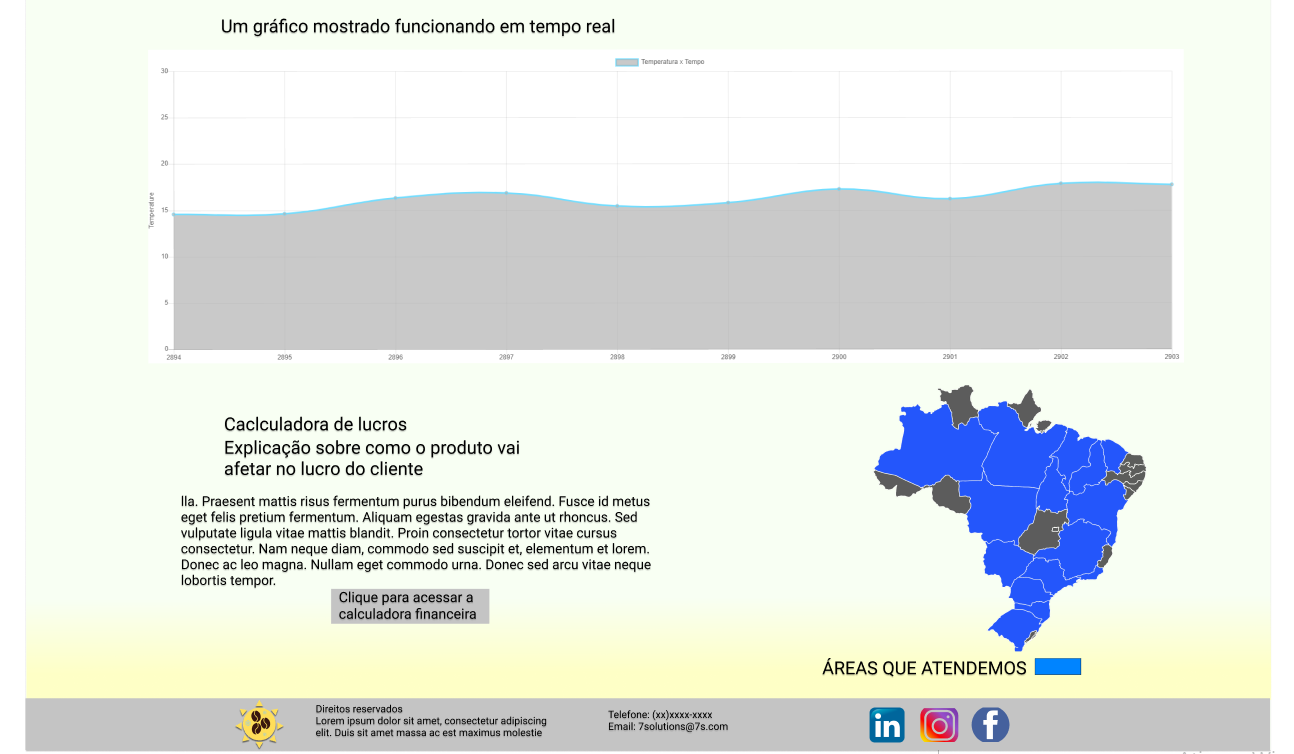 Um gráfico mostrado funcionando em tempo real
Temperatura x Tempo
30
25
20
15
10
5
0
Temperature
2894 2895 2896 2897 2898 2899 2900 2901 2902 2903
Caclculadora de lucros
Explicação sobre como o produto vai
afetar no lucro do cliente
lla. Praesent mattis risus fermentum purus bibendum eleifend. Fusce id metus
eget felis pretium fermentum. Aliquam egestas gravida ante ut rhoncus. Sed
vulputate ligula vitae mattis blandit. Proin consectetur tortor vitae cursus
consectetur. Nam neque diam, commodo sed suscipit et, elementum et lorem.
Donec ac leo magna. Nullam eget commodo urna. Donec sed arcu vitae neque
lobortis tempor.
Clique para acessar a
calculadora financeira
ÁREAS QUE ATENDEMOS
Direitos reservados
Lorem ipsum dolor sit amet, consectetur adipiscing
elit. Duis sit amet massa ac est maximus molestie
Telefone: (xx)xxxx-xxxx
Email: 7solutions@7s.com
in
f